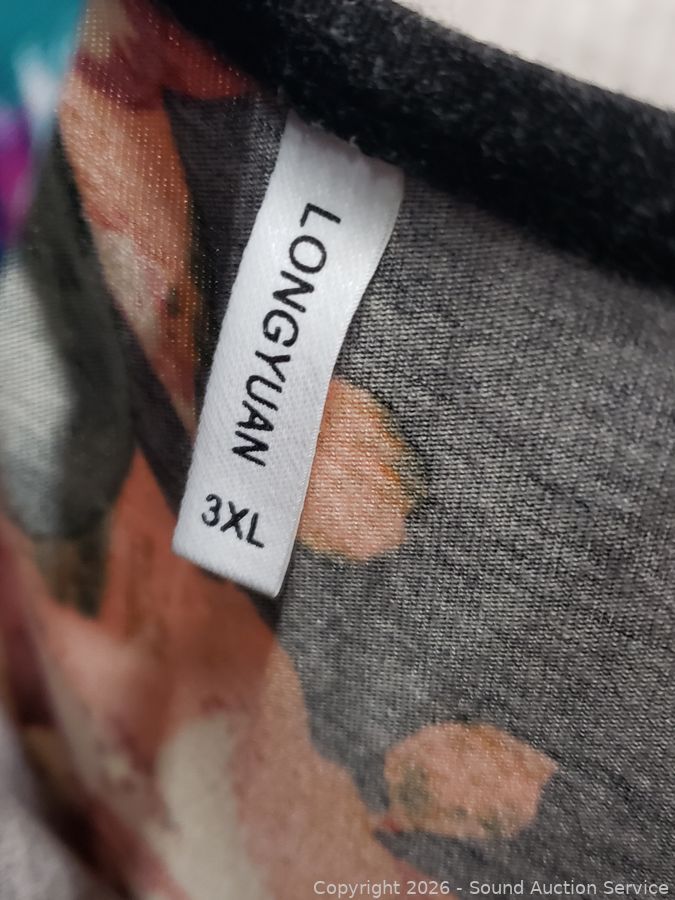 LONGYUAN
3XL
Copyright 2026 - Sound Auction Service